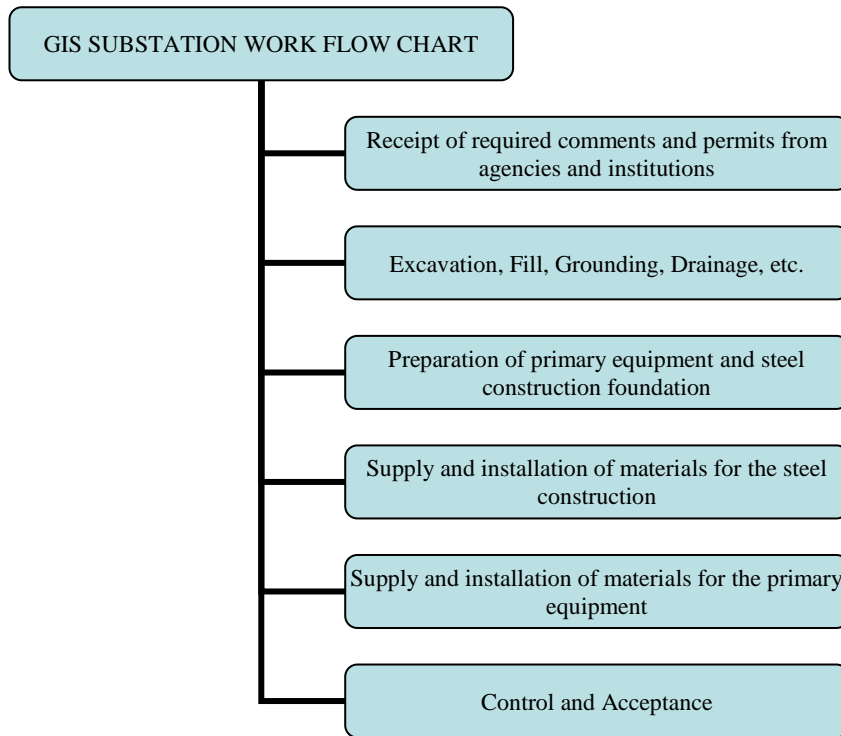 GIS SUBSTATION WORK FLOW CHART
Receipt of required comments and permits from
agencies and institutions
Excavation, Fill, Grounding, Drainage, etc.
Preparation of primary equipment and steel
construction foundation
Supply and installation of materials for the steel
construction
Supply and installation of materials for the primary
equipment
Control and Acceptance